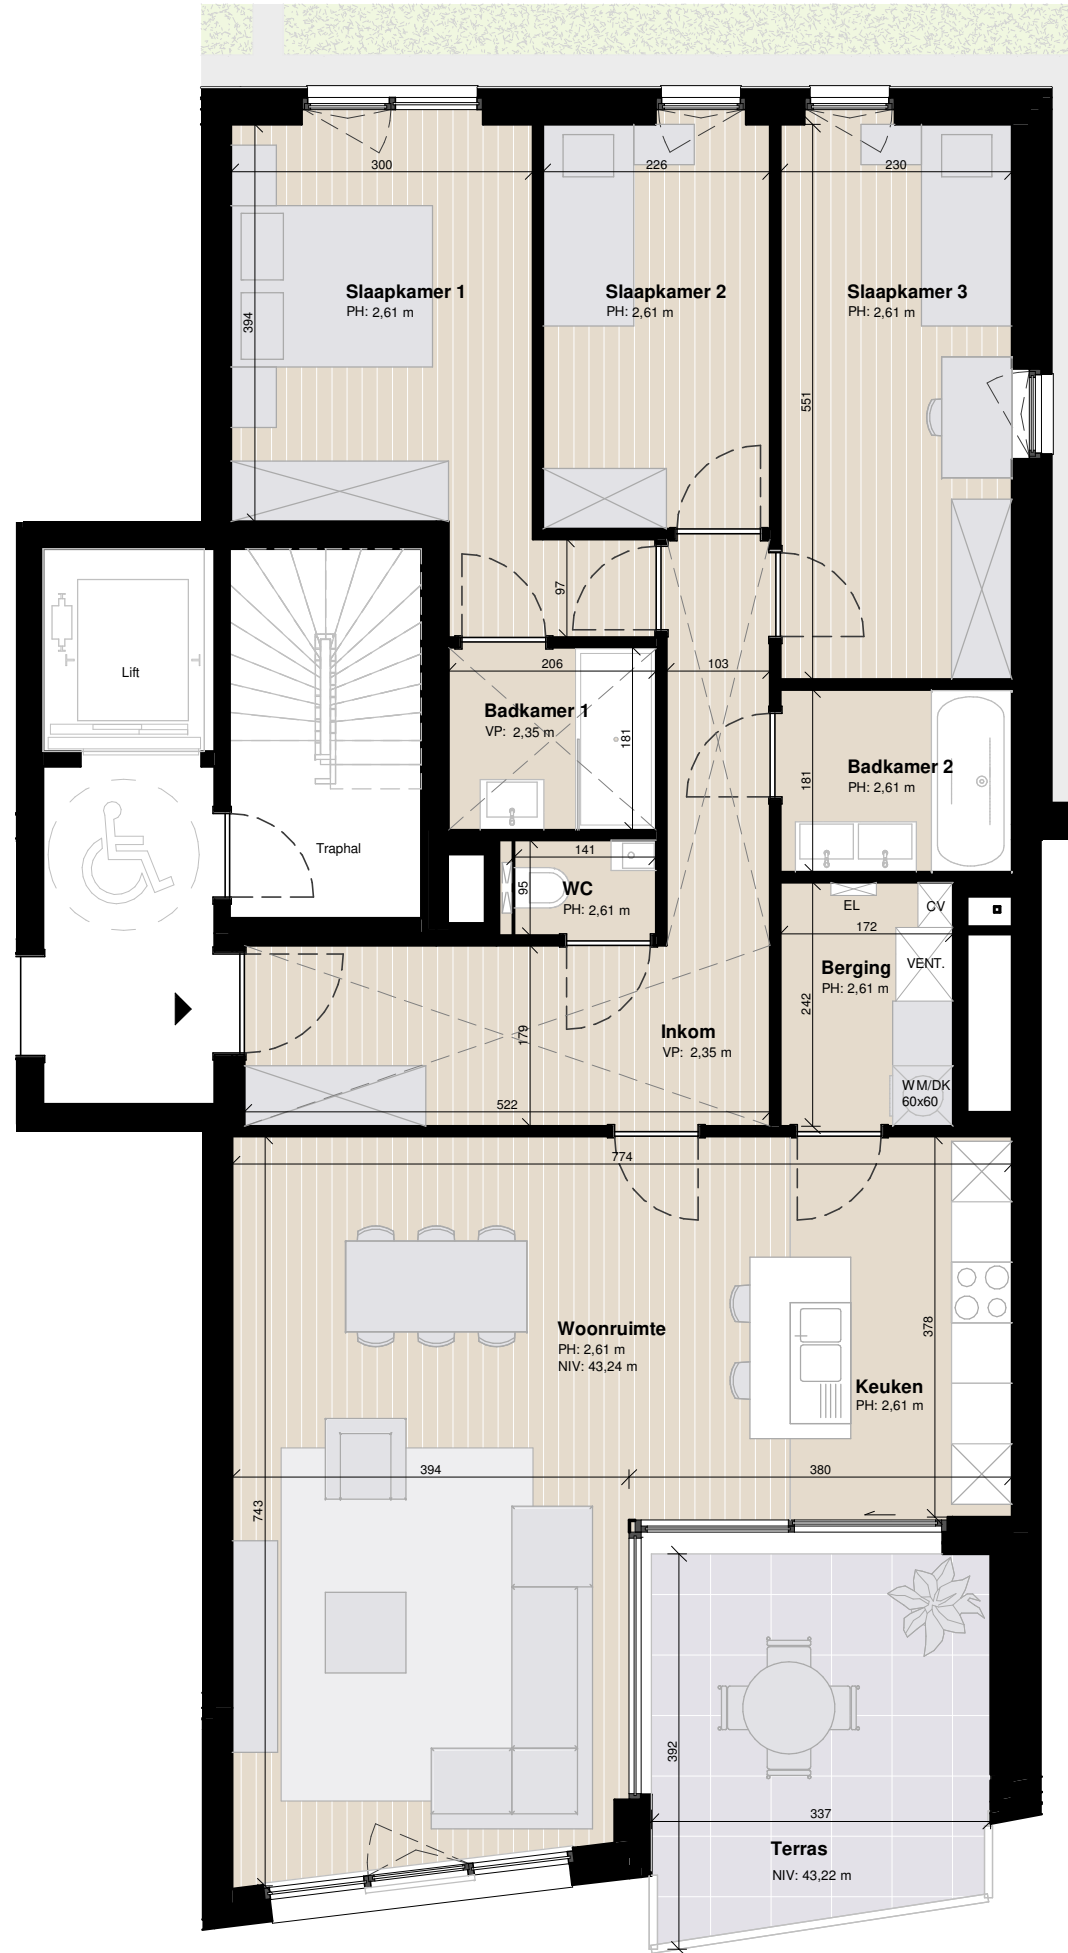 300
226
230
Slaapkamer 1
PH: 2,61 m
Slaapkamer 2
PH: 2,61 m
Slaapkamer 3
PH: 2,61 m
394
551
97
Lift
206
103
Badkamer 1
VP: 2,35 m
181
Badkamer 2
PH: 2,61 m
181
Traphal
141
95
WC
PH: 2,61 m
EL
CV
172
VENT.
Berging
PH: 2,61 m
242
Inkom
VP: 2,35 m
179
WM/DK
60x60
522
774
Woonruimte
PH: 2,61 m
NIV: 43,24 m
378
Keuken
PH: 2,61 m
394
380
743
392
337
Terras
NIV: 43,22 m